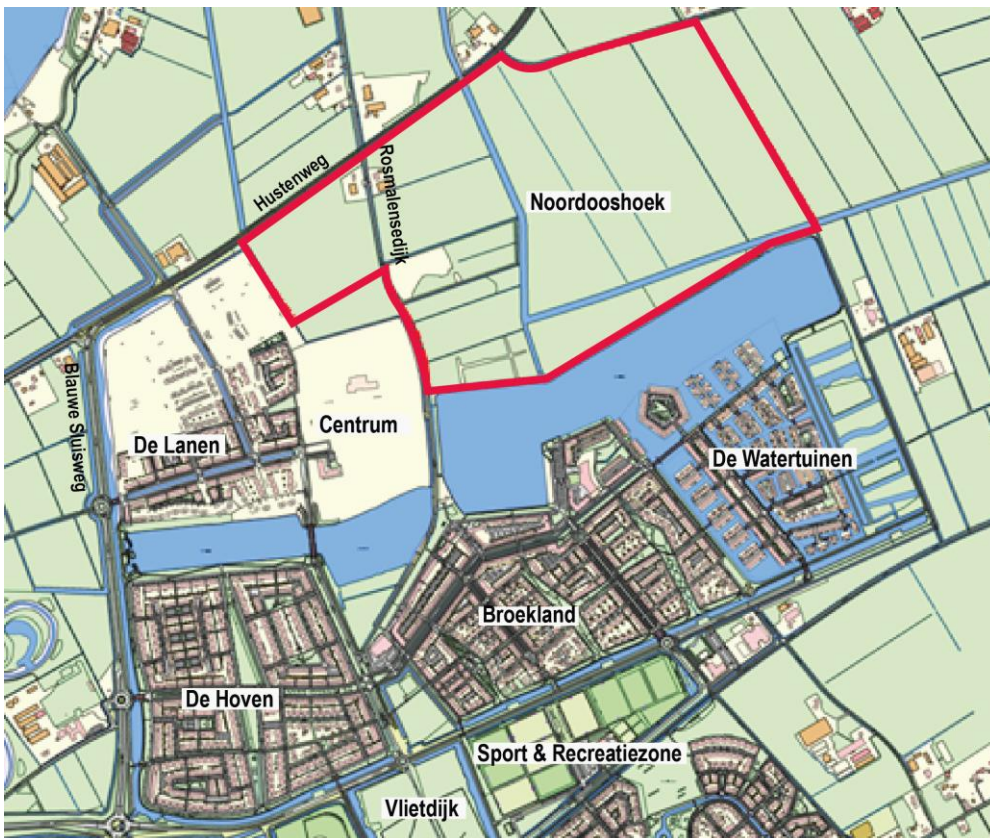 Hustenweg
Rosmalensedijk
Noordooshoek
Blauwe Sluisweg
De Lanen
Centrum
De Watertuinen
Broekland
De Hoven
Sport & Recreatiezone
Vlietdijk